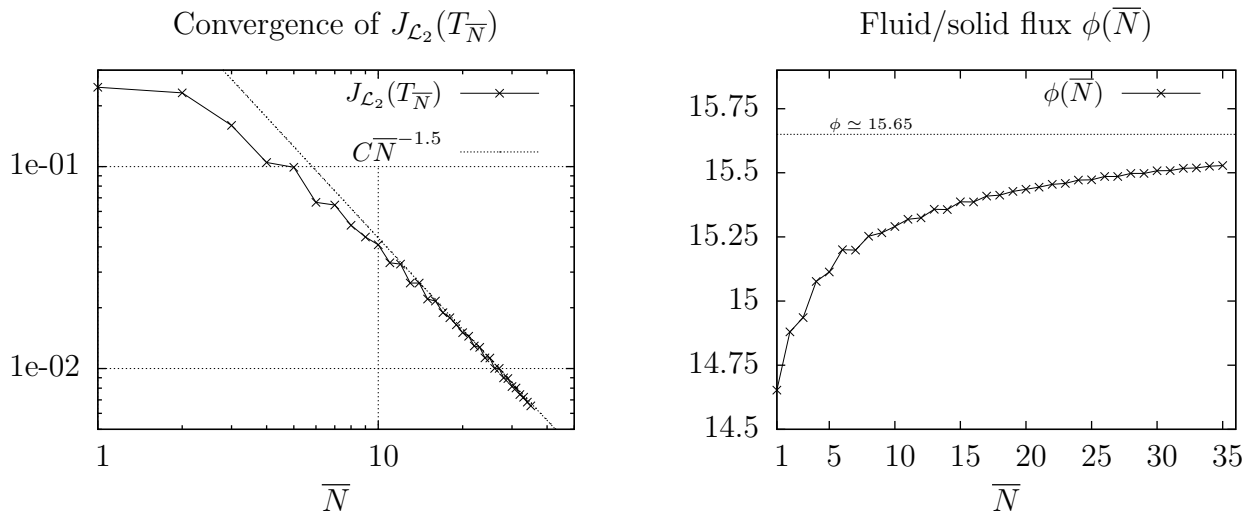 Convergence of J_{ℒ₂}(T_{N̅})
J_{ℒ₂}(T_{N̅})
CN̅^{−1.5}
1e-01
1e-02
1 10
N̅
Fluid/solid flux ϕ(N̅)
ϕ(N̅)
ϕ ≃ 15.65
15.75
15.5
15.25
15
14.75
14.5
1 5 10 15 20 25 30 35
N̅